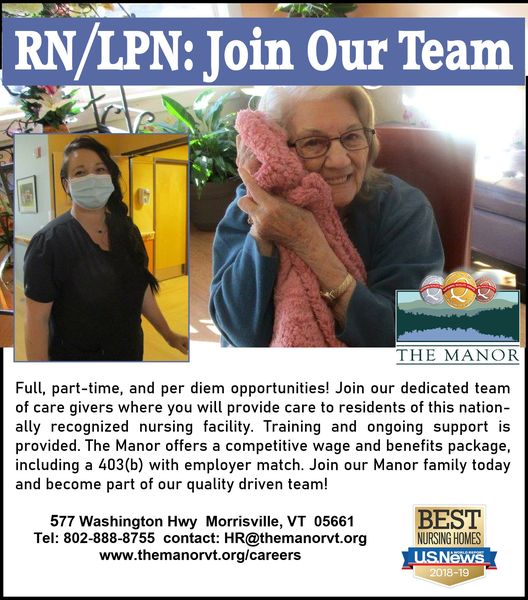 RN/LPN: Join Our Team
THE MANOR
Full, part-time, and per diem opportunities! Join our dedicated team
of care givers where you will provide care to residents of this nation-
ally recognized nursing facility. Training and ongoing support is
provided. The Manor offers a competitive wage and benefits package,
including a 403(b) with employer match. Join our Manor family today
and become part of our quality driven team!
577 Washington Hwy Morrisville, VT 05661
Tel: 802-888-8755 contact: HR@themanorvt.org
www.themanorvt.org/careers
BEST
NURSING HOMES
U.S.News
& WORLD REPORT
2018-19